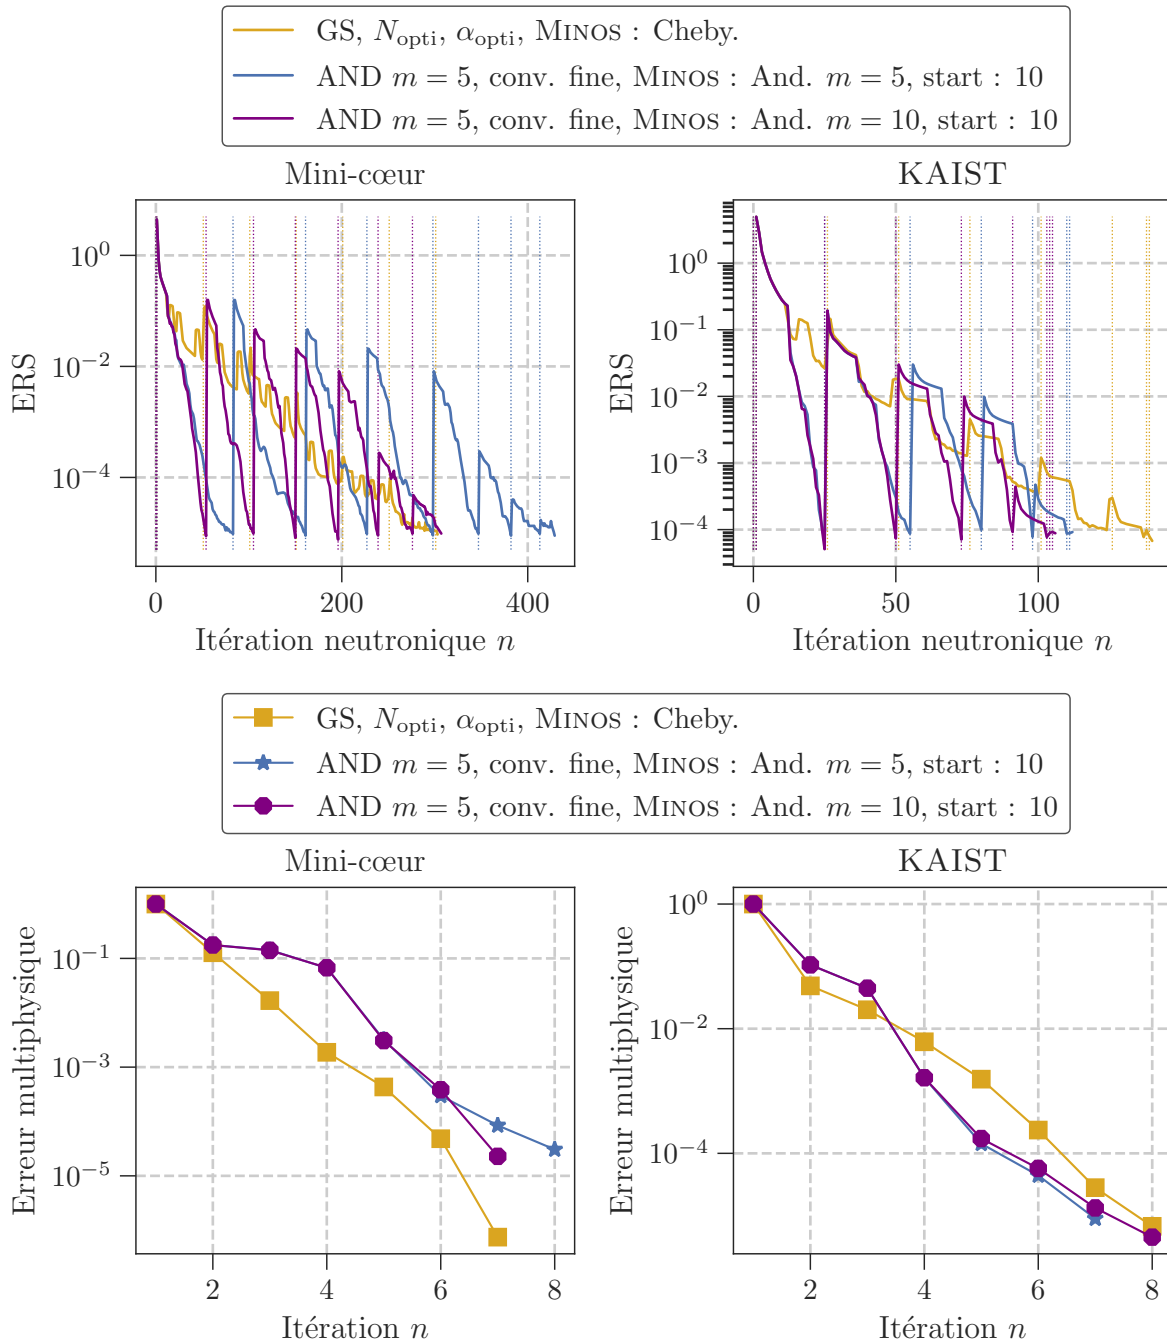 GS, N_opti, α_opti, MINOS : Cheby.
AND m = 5, conv. fine, MINOS : And. m = 5, start : 10
AND m = 5, conv. fine, MINOS : And. m = 10, start : 10
Mini-cœur
KAIST
ERS
10^0
10^−2
10^−4
0 200 400
Itération neutronique n
ERS
10^0
10^−1
10^−2
10^−3
10^−4
0 50 100
Itération neutronique n
GS, N_opti, α_opti, MINOS : Cheby.
AND m = 5, conv. fine, MINOS : And. m = 5, start : 10
AND m = 5, conv. fine, MINOS : And. m = 10, start : 10
Mini-cœur
KAIST
Erreur multiphysique
10^−1
10^−3
10^−5
2 4 6 8
Itération n
Erreur multiphysique
10^0
10^−2
10^−4
2 4 6 8
Itération n